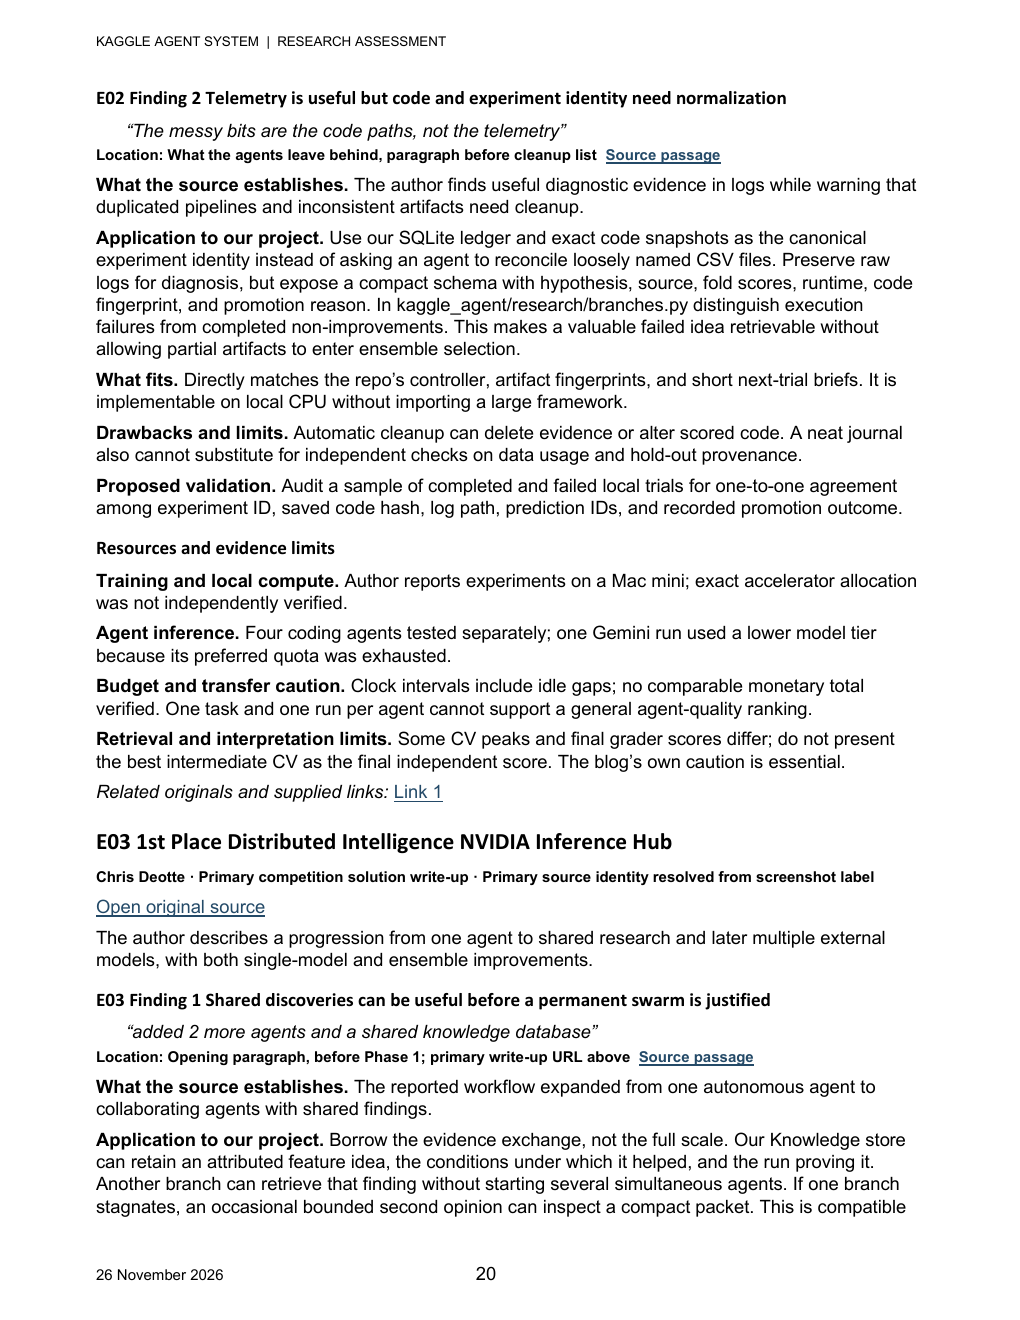 KAGGLE AGENT SYSTEM | RESEARCH ASSESSMENT
E02 Finding 2 Telemetry is useful but code and experiment identity need normalization
“The messy bits are the code paths, not the telemetry”
Location: What the agents leave behind, paragraph before cleanup list Source passage
What the source establishes. The author finds useful diagnostic evidence in logs while warning that
duplicated pipelines and inconsistent artifacts need cleanup.
Application to our project. Use our SQLite ledger and exact code snapshots as the canonical
experiment identity instead of asking an agent to reconcile loosely named CSV files. Preserve raw
logs for diagnosis, but expose a compact schema with hypothesis, source, fold scores, runtime, code
fingerprint, and promotion reason. In kaggle_agent/research/branches.py distinguish execution
failures from completed non-improvements. This makes a valuable failed idea retrievable without
allowing partial artifacts to enter ensemble selection.
What fits. Directly matches the repo’s controller, artifact fingerprints, and short next-trial briefs. It is
implementable on local CPU without importing a large framework.
Drawbacks and limits. Automatic cleanup can delete evidence or alter scored code. A neat journal
also cannot substitute for independent checks on data usage and hold-out provenance.
Proposed validation. Audit a sample of completed and failed local trials for one-to-one agreement
among experiment ID, saved code hash, log path, prediction IDs, and recorded promotion outcome.
Resources and evidence limits
Training and local compute. Author reports experiments on a Mac mini; exact accelerator allocation
was not independently verified.
Agent inference. Four coding agents tested separately; one Gemini run used a lower model tier
because its preferred quota was exhausted.
Budget and transfer caution. Clock intervals include idle gaps; no comparable monetary total
verified. One task and one run per agent cannot support a general agent-quality ranking.
Retrieval and interpretation limits. Some CV peaks and final grader scores differ; do not present
the best intermediate CV as the final independent score. The blog’s own caution is essential.
Related originals and supplied links: Link 1
E03 1st Place Distributed Intelligence NVIDIA Inference Hub
Chris Deotte · Primary competition solution write-up · Primary source identity resolved from screenshot label
Open original source
The author describes a progression from one agent to shared research and later multiple external
models, with both single-model and ensemble improvements.
E03 Finding 1 Shared discoveries can be useful before a permanent swarm is justified
“added 2 more agents and a shared knowledge database”
Location: Opening paragraph, before Phase 1; primary write-up URL above Source passage
What the source establishes. The reported workflow expanded from one autonomous agent to
collaborating agents with shared findings.
Application to our project. Borrow the evidence exchange, not the full scale. Our Knowledge store
can retain an attributed feature idea, the conditions under which it helped, and the run proving it.
Another branch can retrieve that finding without starting several simultaneous agents. If one branch
stagnates, an occasional bounded second opinion can inspect a compact packet. This is compatible
26 November 2026
20